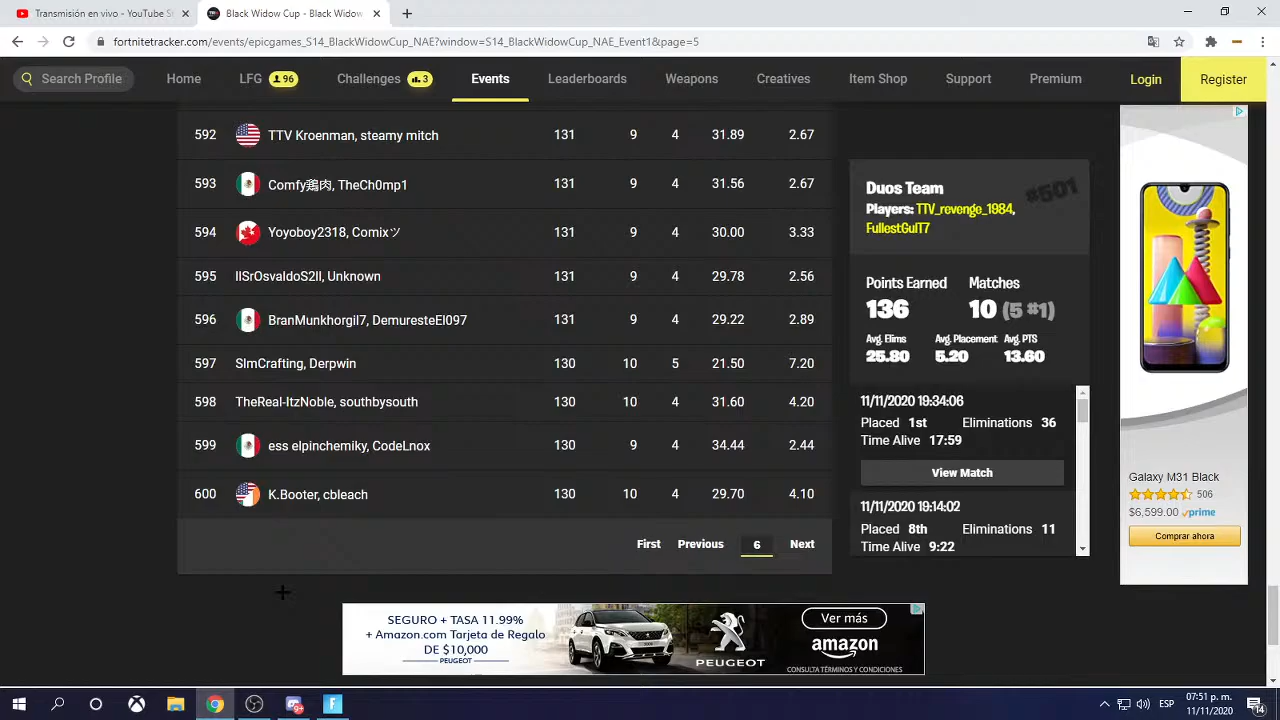 Transmisión en vivo - YouTube S
Black Widow Cup - Black Widow -
fortnitetracker.com/events/epicgames_S14_BlackWidowCup_NAE?window=S14_BlackWidowCup_NAE_Event1&page=5
Search Profile Home LFG 96 Challenges 3 Events Leaderboards Weapons Creatives Item Shop Support Premium Login Register
592 TTV Kroenman, steamy mitch 131 9 4 31.89 2.67
593 Comfy鶏肉, TheCh0mp1 131 9 4 31.56 2.67
594 Yoyoboy2318, Comixツ 131 9 4 30.00 3.33
595 llSrOsvaldoS2ll, Unknown 131 9 4 29.78 2.56
596 BranMunkhorgil7, DemuresteEl097 131 9 4 29.22 2.89
597 SlmCrafting, Derpwin 130 10 5 21.50 7.20
598 TheReal-ItzNoble, southbysouth 130 10 4 31.60 4.20
599 ess elpinchemiky, CodeLnox 130 9 4 34.44 2.44
600 K.Booter, cbleach 130 10 4 29.70 4.10
First Previous 6 Next
Duos Team
#501
Players: TTV_revenge_1984,
FullestGulT7
Points Earned Matches
136 10 (5 #1)
Avg. Elims Avg. Placement Avg. PTS
25.80 5.20 13.60
11/11/2020 19:34:06
Placed 1st Eliminations 36
Time Alive 17:59
View Match
11/11/2020 19:14:02
Placed 8th Eliminations 11
Time Alive 9:22
Galaxy M31 Black
506
$6,599.00 prime
Comprar ahora
SEGURO + TASA 11.99%
+ Amazon.com Tarjeta de Regalo
DE $10,000
PEUGEOT
PEUGEOT
Ver más
amazon
CONSULTA TÉRMINOS Y CONDICIONES
ESP
07:51 p. m.
11/11/2020
14